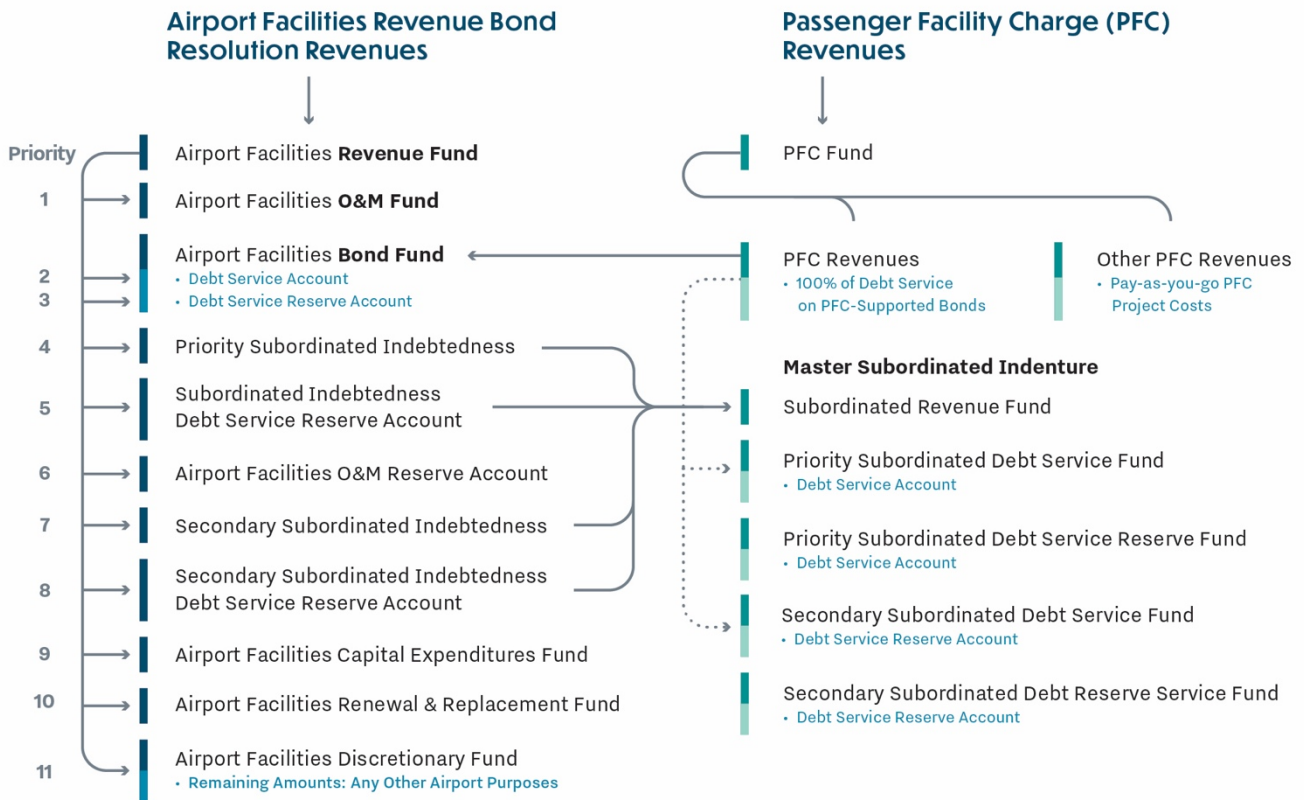 Airport Facilities Revenue Bond
Resolution Revenues
Priority
Airport Facilities Revenue Fund
1
Airport Facilities O&M Fund
Airport Facilities Bond Fund
2
• Debt Service Account
3
• Debt Service Reserve Account
4
Priority Subordinated Indebtedness
5
Subordinated Indebtedness
Debt Service Reserve Account
6
Airport Facilities O&M Reserve Account
7
Secondary Subordinated Indebtedness
8
Secondary Subordinated Indebtedness
Debt Service Reserve Account
9
Airport Facilities Capital Expenditures Fund
10
Airport Facilities Renewal & Replacement Fund
11
Airport Facilities Discretionary Fund
• Remaining Amounts: Any Other Airport Purposes
Passenger Facility Charge (PFC)
Revenues
PFC Fund
PFC Revenues
• 100% of Debt Service
on PFC-Supported Bonds
Other PFC Revenues
• Pay-as-you-go PFC
Project Costs
Master Subordinated Indenture
Subordinated Revenue Fund
Priority Subordinated Debt Service Fund
• Debt Service Account
Priority Subordinated Debt Service Reserve Fund
• Debt Service Account
Secondary Subordinated Debt Service Fund
• Debt Service Reserve Account
Secondary Subordinated Debt Reserve Service Fund
• Debt Service Reserve Account